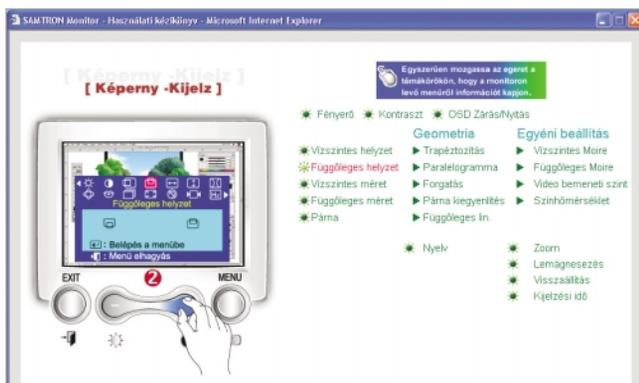 SAMTRON Monitor - Használati kézikönyv - Microsoft Internet Explorer
[ Képerny -Kijelz ]
[ Képerny -Kijelz ]
Egyszerüen mozgassa az egeret a
témakörökön, hogy a monitoron
levő menüről információt kapjon.
Fényerő Kontraszt OSD Zárás/Nyitás
Geometria Egyéni beállítás
Vízszintes helyzet Trapéztozítás Vízszintes Moire
Függőleges helyzet Paralelogramma Függőleges Moire
Vízszintes méret Forgatás Video bemeneti szint
Függőleges méret Párna kiegyenlítés Színhőmérséklet
Párna Függőleges lin.
Nyelv Zoom
Lemágnesezés
Visszaállítás
Kijelzési idő
Függőleges helyzet
: Belépés a menübe
: Menü elhagyás
EXIT 2 MENU